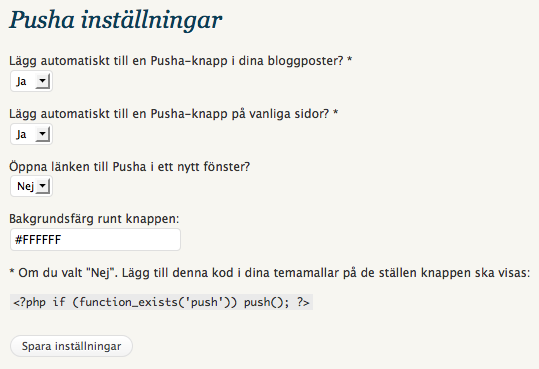 Pusha inställningar
Lägg automatiskt till en Pusha-knapp i dina bloggposter? *
Ja
Lägg automatiskt till en Pusha-knapp på vanliga sidor? *
Ja
Öppna länken till Pusha i ett nytt fönster?
Nej
Bakgrundsfärg runt knappen:
#FFFFFF
* Om du valt "Nej". Lägg till denna kod i dina temamallar på de ställen knappen ska visas:
<?php if (function_exists('push')) push(); ?>
Spara inställningar